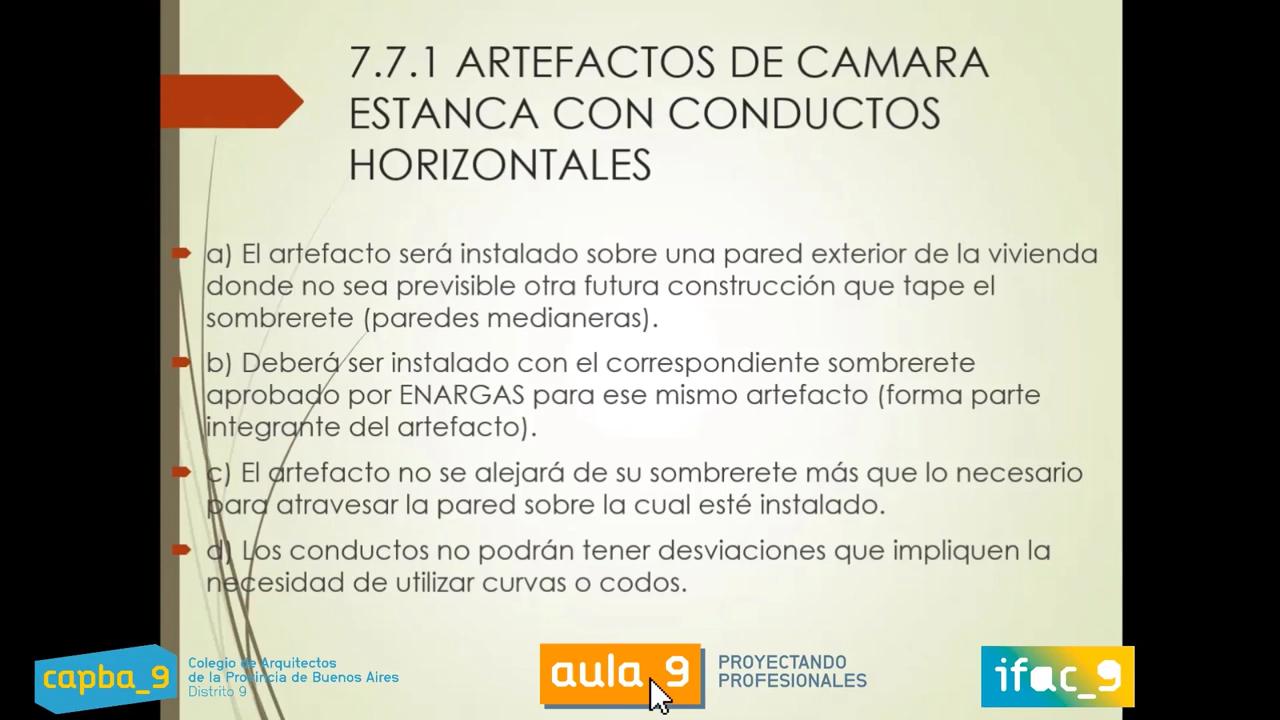 7.7.1 ARTEFACTOS DE CAMARA
ESTANCA CON CONDUCTOS
HORIZONTALES
a) El artefacto será instalado sobre una pared exterior de la vivienda
donde no sea previsible otra futura construcción que tape el
sombrerete (paredes medianeras).
b) Deberá ser instalado con el correspondiente sombrerete
aprobado por ENARGAS para ese mismo artefacto (forma parte
integrante del artefacto).
c) El artefacto no se alejará de su sombrerete más que lo necesario
para atravesar la pared sobre la cual esté instalado.
d) Los conductos no podrán tener desviaciones que impliquen la
necesidad de utilizar curvas o codos.
capba_9
Colegio de Arquitectos
de la Provincia de Buenos Aires
Distrito 9
aula_9
PROYECTANDO
PROFESIONALES
ifac_9